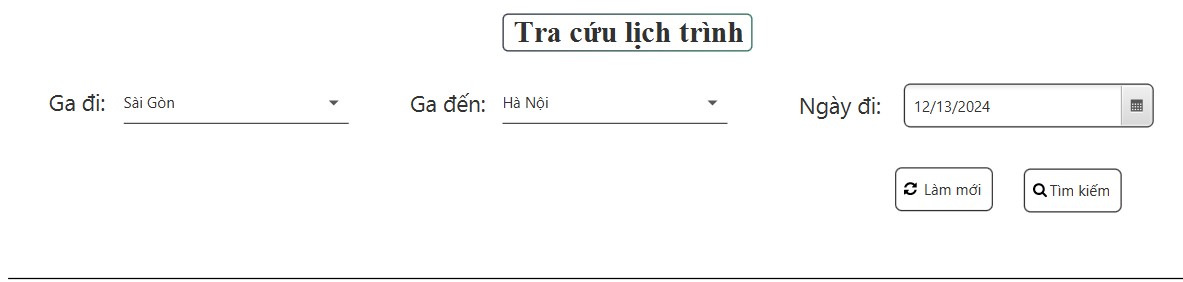 Tra cứu lịch trình
Ga đi: Sài Gòn Ga đến: Hà Nội Ngày đi: 12/13/2024
Làm mới Tìm kiếm